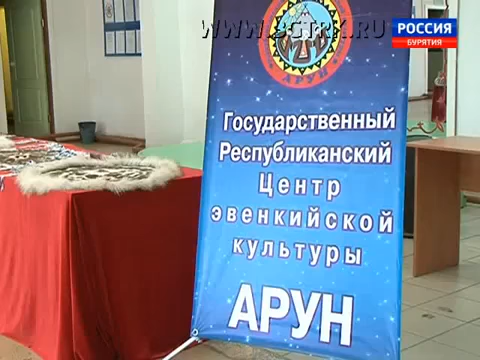 WWW.BGTRK.RU
РОССИЯ
БУРЯТИЯ
АРУН
Государственный
Республиканский
Центр
эвенкийской
культуры
АРУН